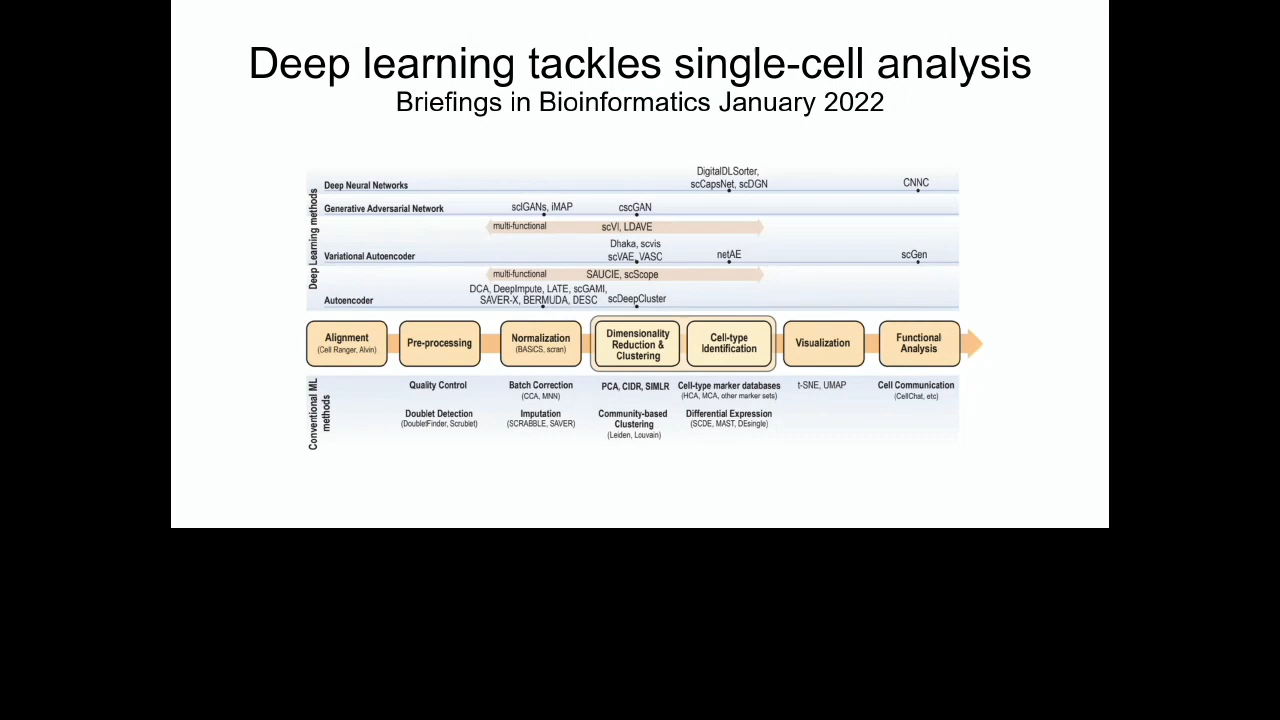 Deep learning tackles single-cell analysis
Briefings in Bioinformatics January 2022
Deep Learning methods
DigitalDLSorter,
Deep Neural Networks
scCapsNet, scDGN
CNNC
Generative Adversarial Network
scIGANs, iMAP
cscGAN
multi-functional
scVI, LDAVE
Dhaka, scvis
Variational Autoencoder
scVAE, VASC
netAE
scGen
multi-functional
SAUCIE, scScope
DCA, DeepImpute, LATE, scGAMI,
Autoencoder
SAVER-X, BERMUDA, DESC
scDeepCluster
Alignment
(Cell Ranger, Alvin)
Pre-processing
Normalization
(BASiCS, scran)
Dimensionality
Reduction &
Clustering
Cell-type
Identification
Visualization
Functional
Analysis
Conventional ML
methods
Quality Control
Doublet Detection
(DoubletFinder, Scrublet)
Batch Correction
(CCA, MNN)
Imputation
(SCRABBLE, SAVER)
PCA, CIDR, SIMLR
Community-based
Clustering
(Leiden, Louvain)
Cell-type marker databases
(HCA, MCA, other marker sets)
Differential Expression
(SCDE, MAST, DEsingle)
t-SNE, UMAP
Cell Communication
(CellChat, etc)